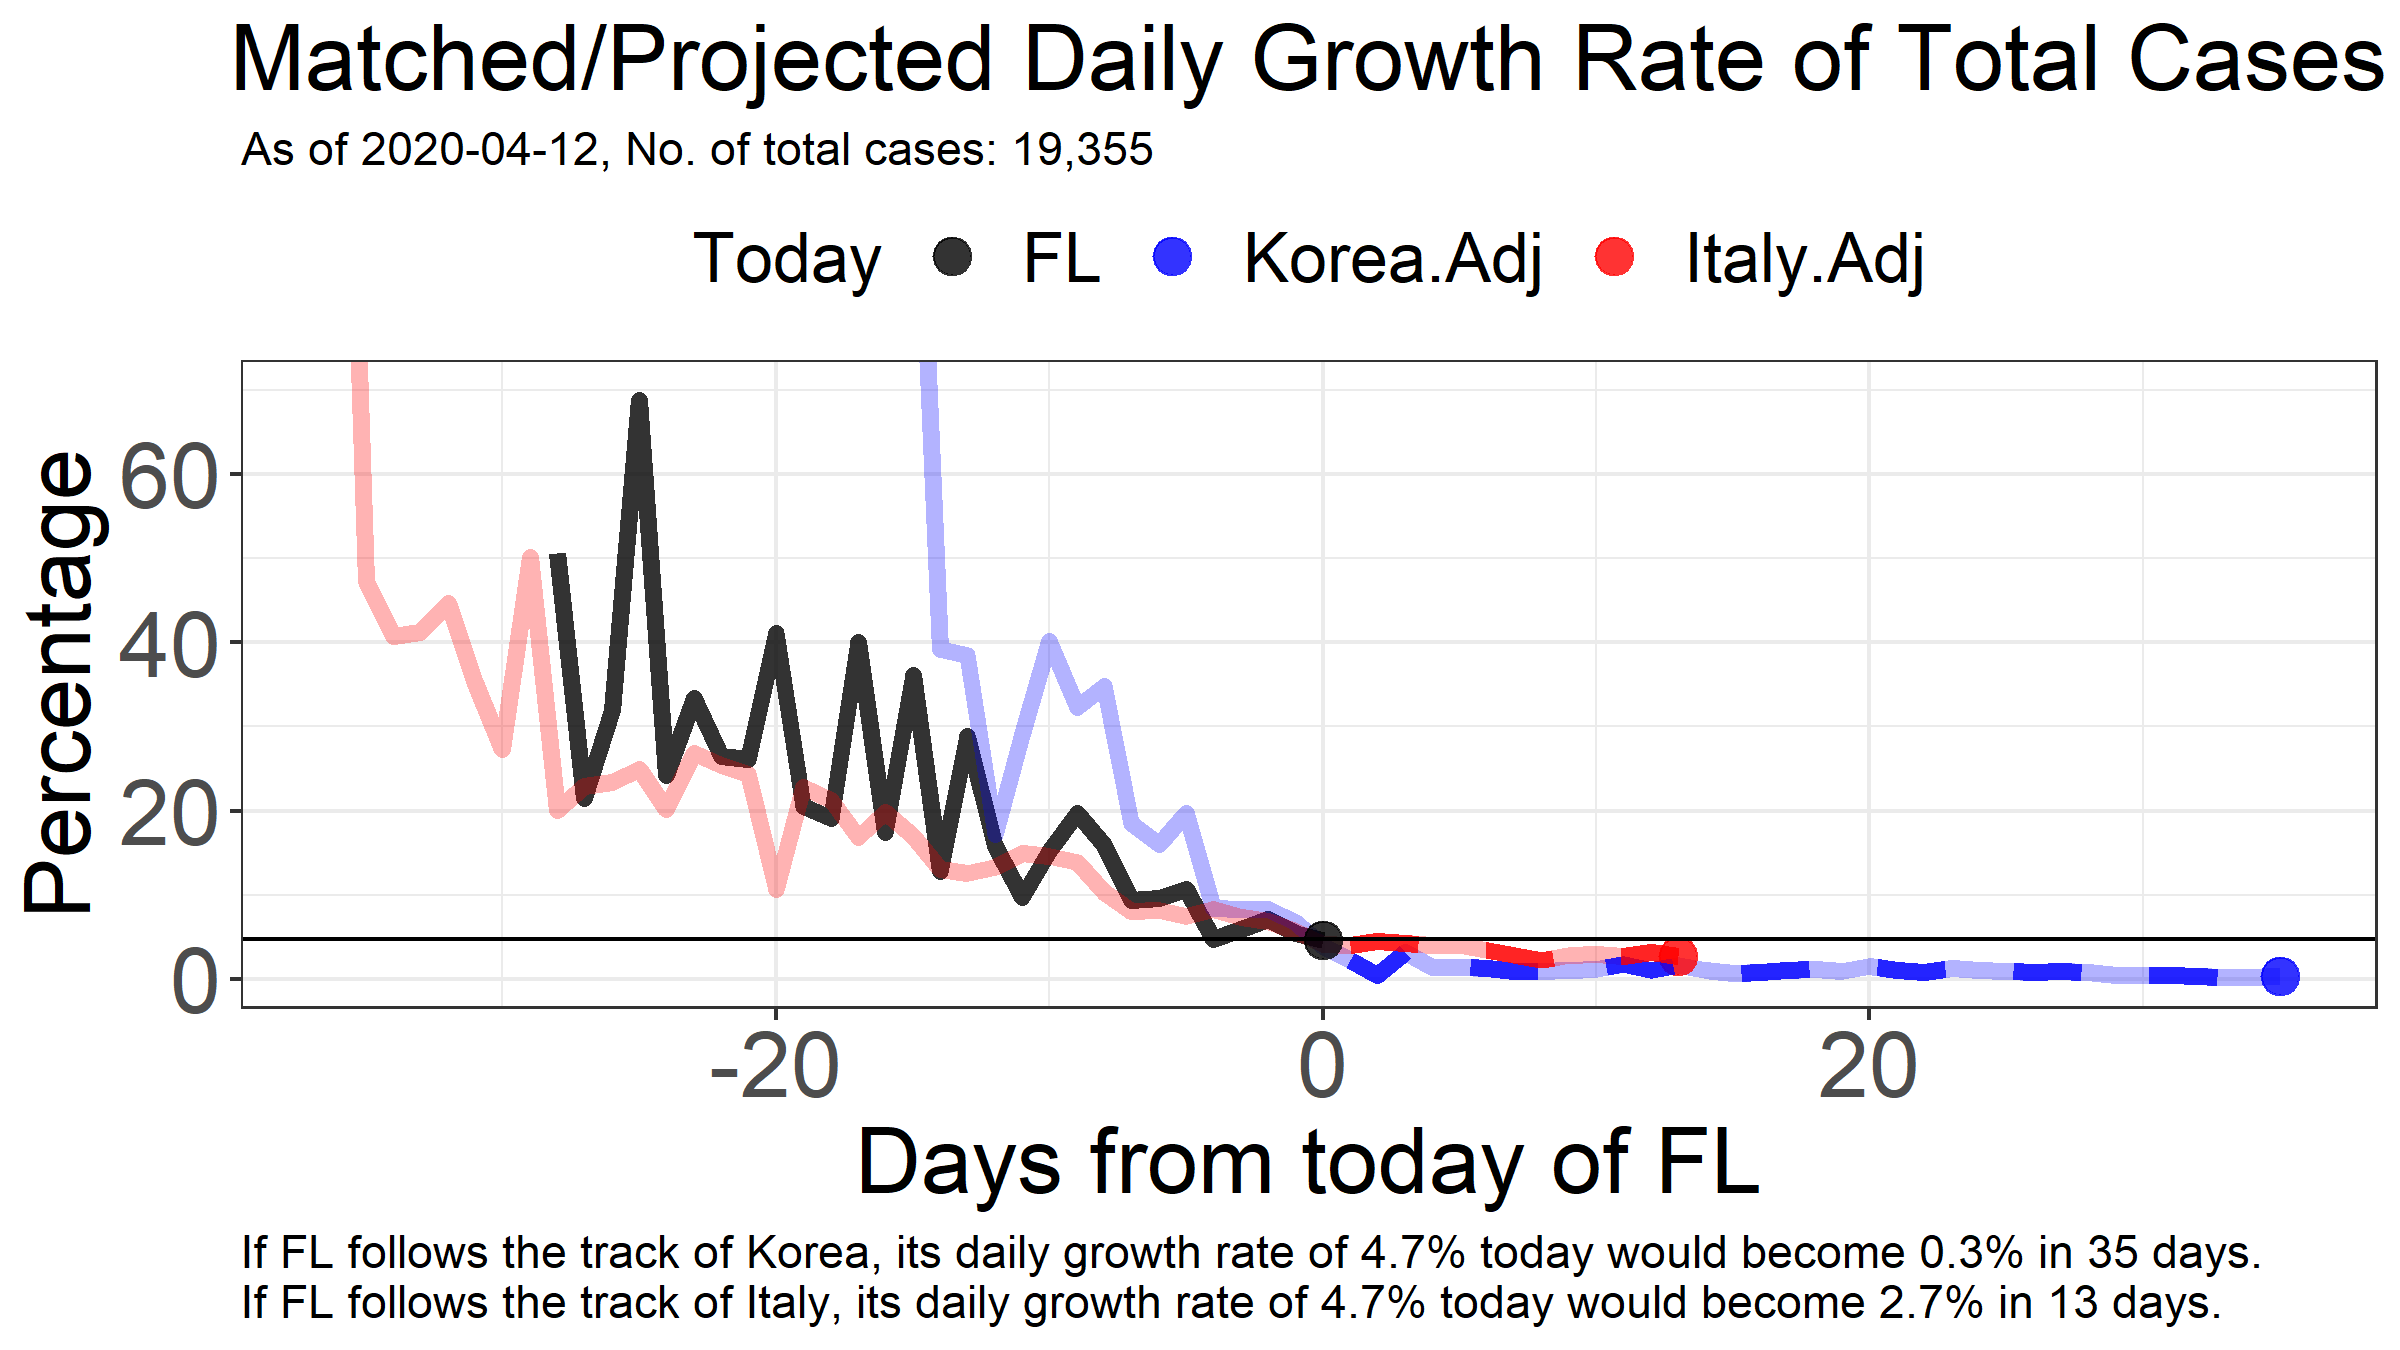 Matched/Projected Daily Growth Rate of Total Cases
As of 2020-04-12, No. of total cases: 19,355
Today FL Korea.Adj Italy.Adj
Percentage
60
40
20
0
-20 0 20
Days from today of FL
If FL follows the track of Korea, its daily growth rate of 4.7% today would become 0.3% in 35 days.
If FL follows the track of Italy, its daily growth rate of 4.7% today would become 2.7% in 13 days.